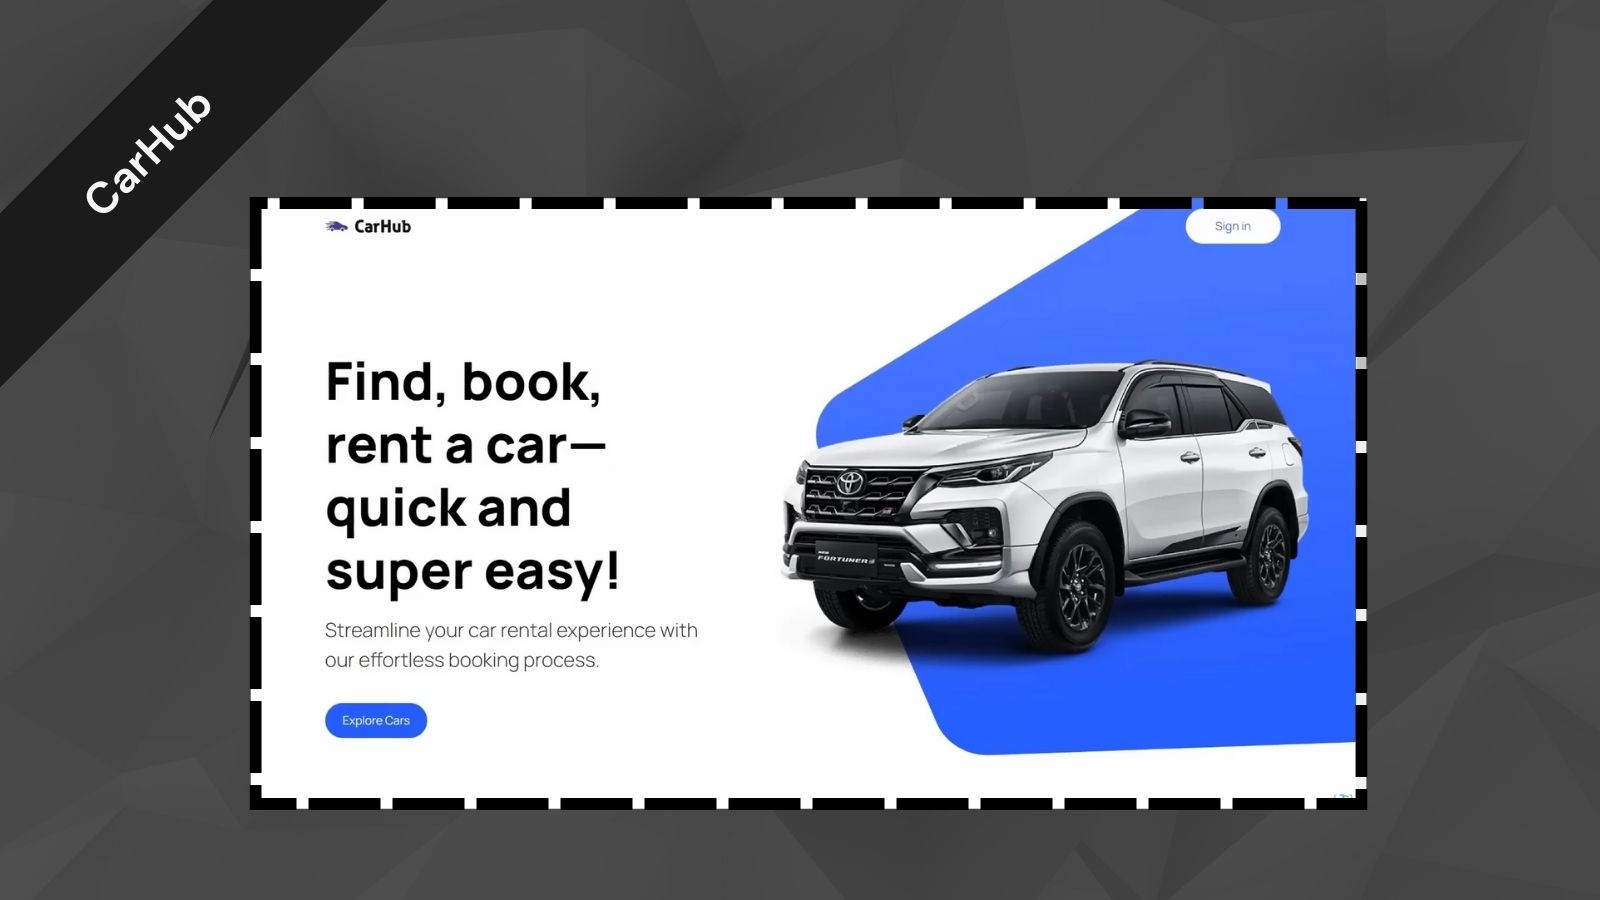 CarHub
CarHub
Sign in
Find, book,
rent a car—
quick and
super easy!
Streamline your car rental experience with
our effortless booking process.
Explore Cars
NEW
FORTUNER